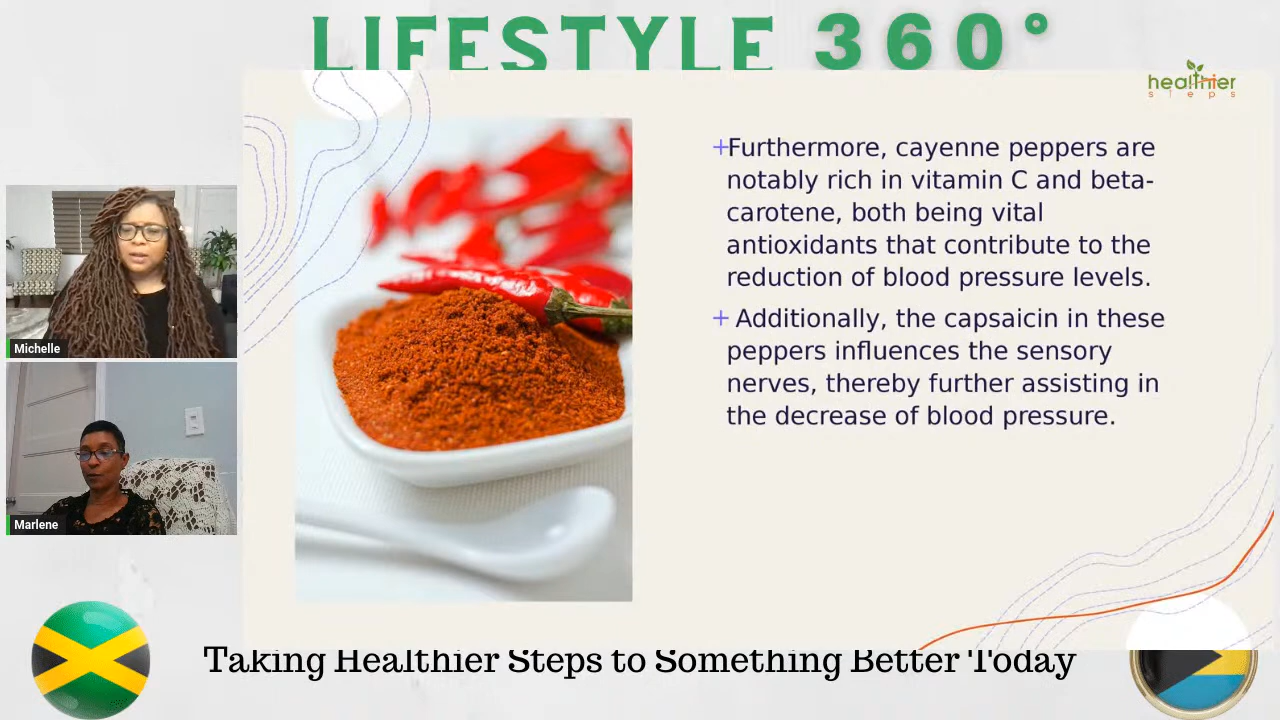 LIFESTYLE 360°
healthier
steps
+Furthermore, cayenne peppers are
notably rich in vitamin C and beta-
carotene, both being vital
antioxidants that contribute to the
reduction of blood pressure levels.
+ Additionally, the capsaicin in these
peppers influences the sensory
nerves, thereby further assisting in
the decrease of blood pressure.
Michelle
Marlene
Taking Healthier Steps to Something Better Today